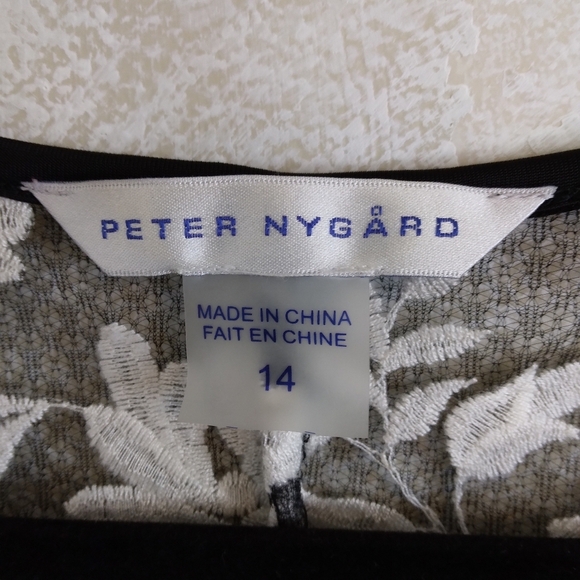 PETER NYGÅRD
MADE IN CHINA
FAIT EN CHINE
14